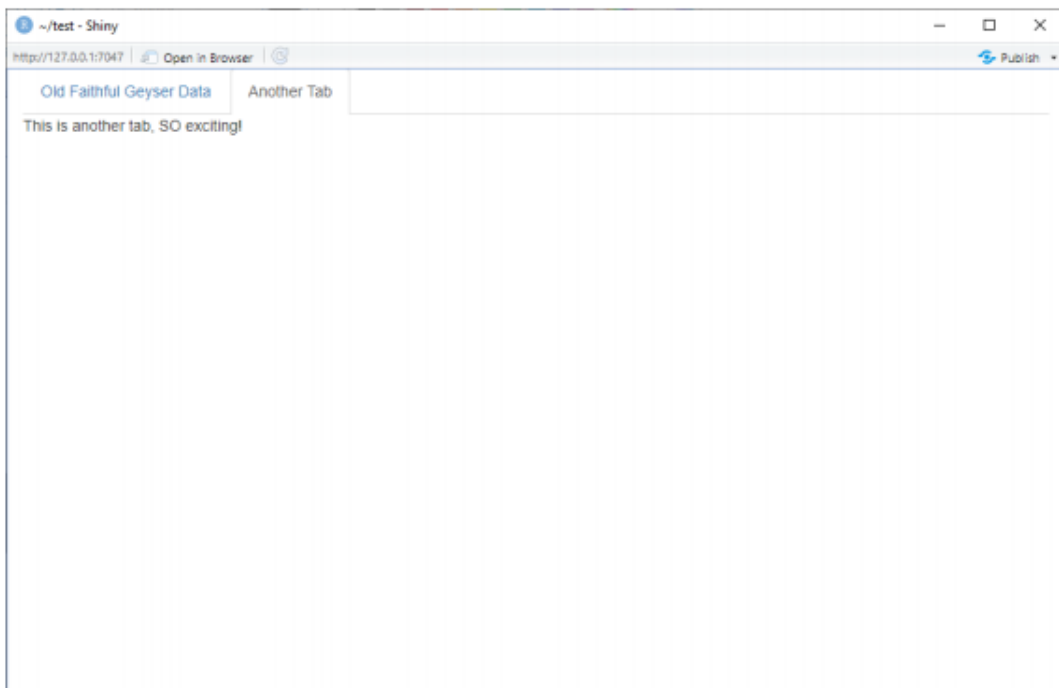 ~/test - Shiny
http://127.0.0.1:7047 Open in Browser Publish
Old Faithful Geyser Data Another Tab
This is another tab, SO exciting!